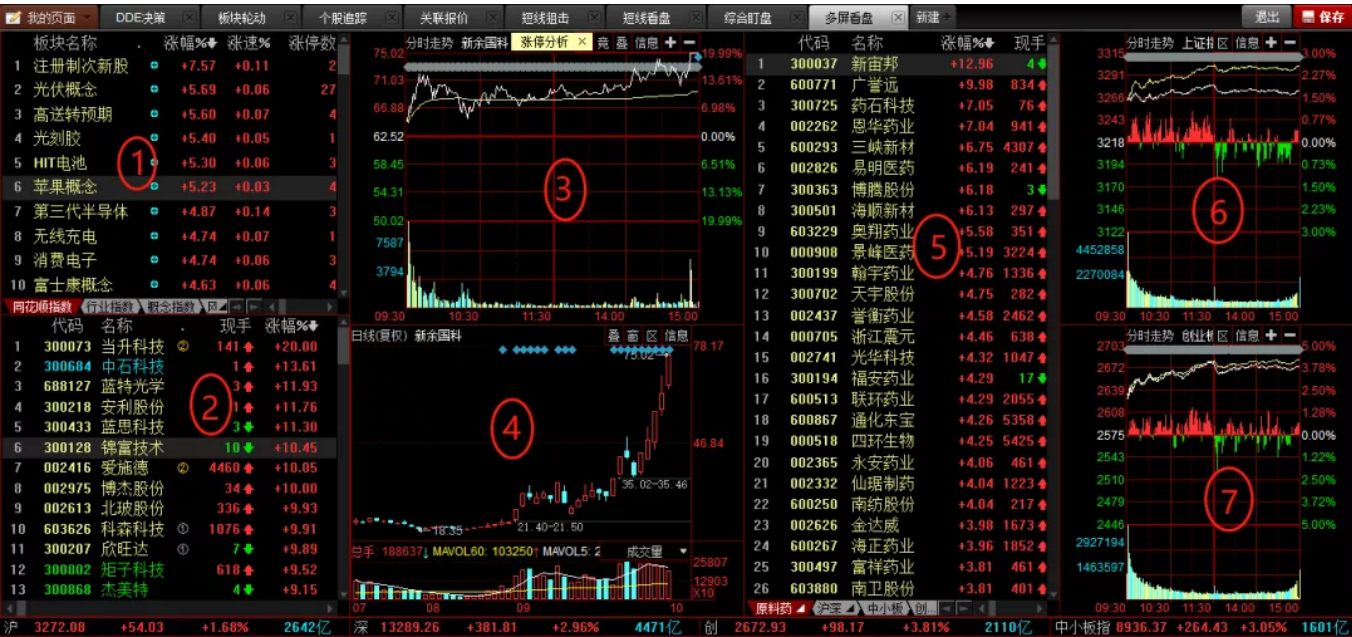 我的页面 DDE决策 板块轮动 个股追踪 关联报价 短线狙击 短线看盘 综合盯盘 多屏看盘 新建 退出 保存
板块名称 . 涨幅% 涨速% 涨停数
1 注册制次新股 +7.57 +0.11 2
2 光伏概念 +5.69 +0.06 27
3 高送转预期 +5.60 +0.07 4
4 光刻胶 +5.40 +0.05 1
5 HIT电池 +5.30 +0.06 3
6 苹果概念 +5.23 +0.03 4
7 第三代半导体 +4.87 +0.14 3
8 无线充电 +4.74 +0.07 1
9 消费电子 +4.74 +0.06 3
10 富士康概念 +4.63 +0.06 4
①
同花顺指数 行业指数 概念指数
代码 名称 . 现手 涨幅%
1 300073 当升科技 ② 141 +20.00
2 300684 中石科技 1 +13.61
3 688127 蓝特光学 3 +11.93
4 300218 安利股份 1 +11.76
5 300433 蓝思科技 3 +11.30
6 300128 锦富技术 10 +10.45
7 002416 爱施德 ② 4460 +10.05
8 002975 博杰股份 34 +10.00
9 002613 北玻股份 336 +9.93
10 603626 科森科技 ① 1076 +9.91
11 300207 欣旺达 ① 7 +9.89
12 300802 矩子科技 618 +9.52
13 300868 杰美特 4 +9.15
②
分时走势 新余国科 涨停分析 × 竞 叠 信息
75.02 19.99%
71.03 13.61%
65.88 6.98%
62.52 0.00%
58.45 6.51%
54.31 13.13%
50.02 19.99%
7587
3794
③
09:30 10:30 13:00 14:00 15:00
日线(复权) 新余国科 叠 窗 区 信息
75.02 78.17
46.84
35.02-35.46
21.40-21.50
18.35
④
总手 188637 MAVOL60: 103250 MAVOL5: 2 成交量
25807
12903
X10
07 08 09 10
代码 名称 涨幅% 现手
1 300037 新宙邦 +12.96 4
2 600771 广誉远 +9.98 834
3 300725 药石科技 +7.05 76
4 002262 恩华药业 +7.04 941
5 600293 三峡新材 +6.75 4307
6 002826 易明医药 +6.19 241
7 300363 博腾股份 +6.18 3
8 300501 海顺新材 +6.13 297
9 603229 奥翔药业 +5.58 351
10 000908 景峰医药 +5.19 3224
11 300199 翰宇药业 +4.76 1336
12 300702 天宇股份 +4.75 282
13 002437 誉衡药业 +4.58 2462
14 000705 浙江震元 +4.46 638
15 002741 光华科技 +4.32 1047
16 300194 福安药业 +4.29 17
17 600513 联环药业 +4.29 2055
18 600867 通化东宝 +4.26 5358
19 000518 四环生物 +4.25 5425
20 002365 永安药业 +4.06 461
21 002332 仙琚制药 +4.04 1223
22 600250 南纺股份 +4.04 217
23 002626 金达威 +3.98 1673
24 600267 海正药业 +3.96 1852
25 300497 富祥药业 +3.81 461
26 603880 南卫股份 +3.81 401
⑤
原料药 沪深 中小板 创...
分时走势 上证指 区 信息
3315 3.00%
3291 2.27%
3266 1.50%
3243 0.77%
3218 0.00%
3194 0.73%
3170 1.50%
3146 2.23%
3122 3.00%
4452858
2270084
⑥
09:30 10:30 11:30 14:00 15:00
分时走势 创业板 区 信息
2703 5.00%
2672 3.78%
2639 2.50%
2608 1.28%
2575 0.00%
2543 1.22%
2510 2.50%
2479 3.72%
2446 5.00%
2927194
1463597
⑦
09:30 10:30 11:30 14:00 15:00
沪 3272.08 +54.03 +1.68% 2642亿 深 13289.26 +381.81 +2.96% 4471亿 创 2672.93 +98.17 +3.81% 2110亿 中小板指 8936.37 +264.43 +3.05% 1601亿